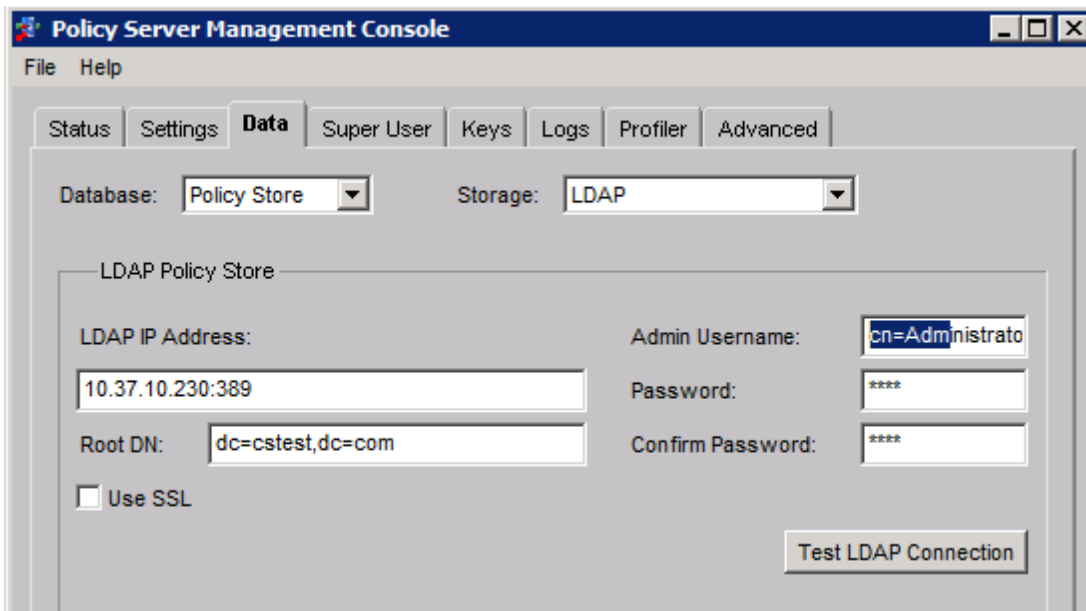 Policy Server Management Console
File Help
Status Settings Data Super User Keys Logs Profiler Advanced
Database: Policy Store Storage: LDAP
LDAP Policy Store
LDAP IP Address:
Admin Username: cn=Administrato
10.37.10.230:389
Password: ****
Root DN: dc=cstest,dc=com
Confirm Password: ****
Use SSL
Test LDAP Connection